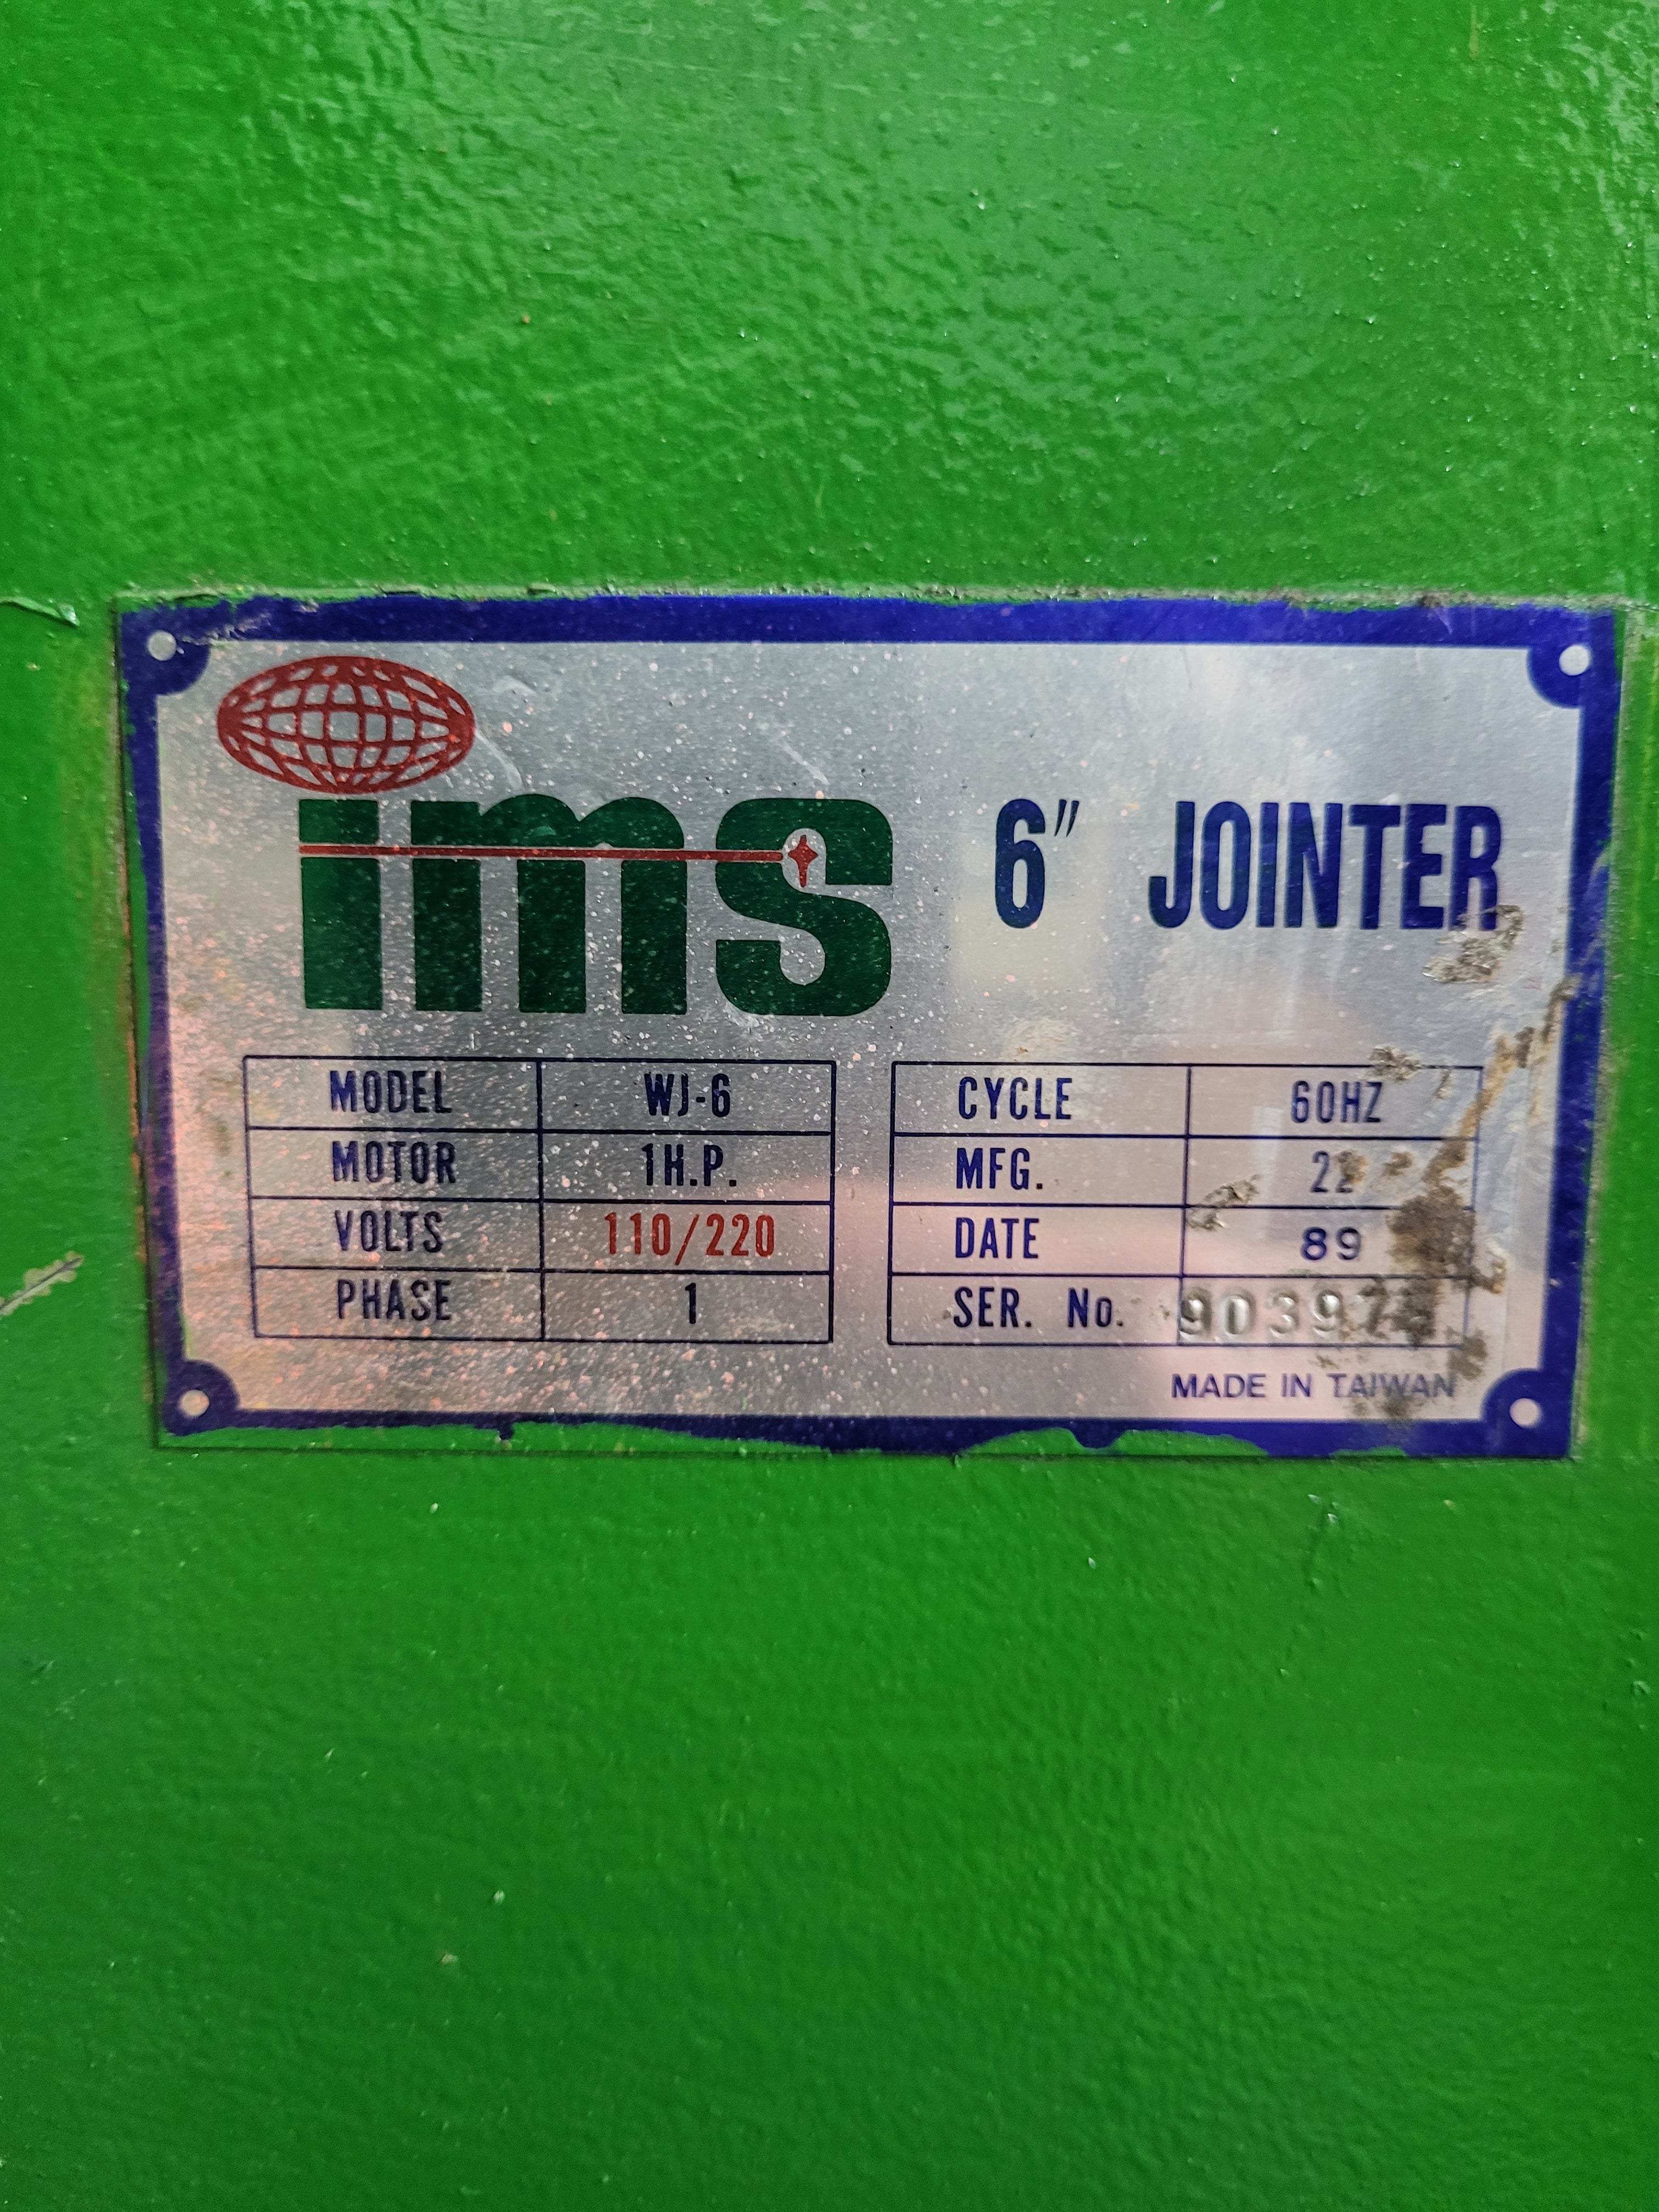 ims 6" JOINTER
MODEL WJ-6 CYCLE 60HZ
MOTOR 1H.P. MFG.
VOLTS 110/220 DATE 89
PHASE 1 SER. No.
MADE IN TAIWAN